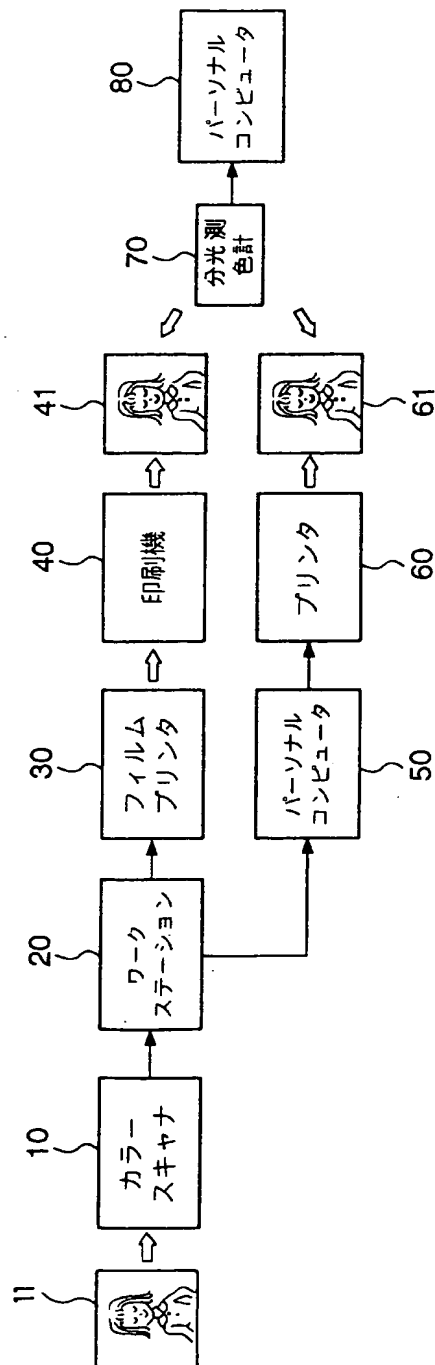 11
10
カラー
スキャナ
20
ワーク
ステーション
30
フィルム
プリンタ
40
印刷機
41
50
パーソナル
コンピュータ
60
プリンタ
61
70
分光測
色計
80
パーソナル
コンピュータ